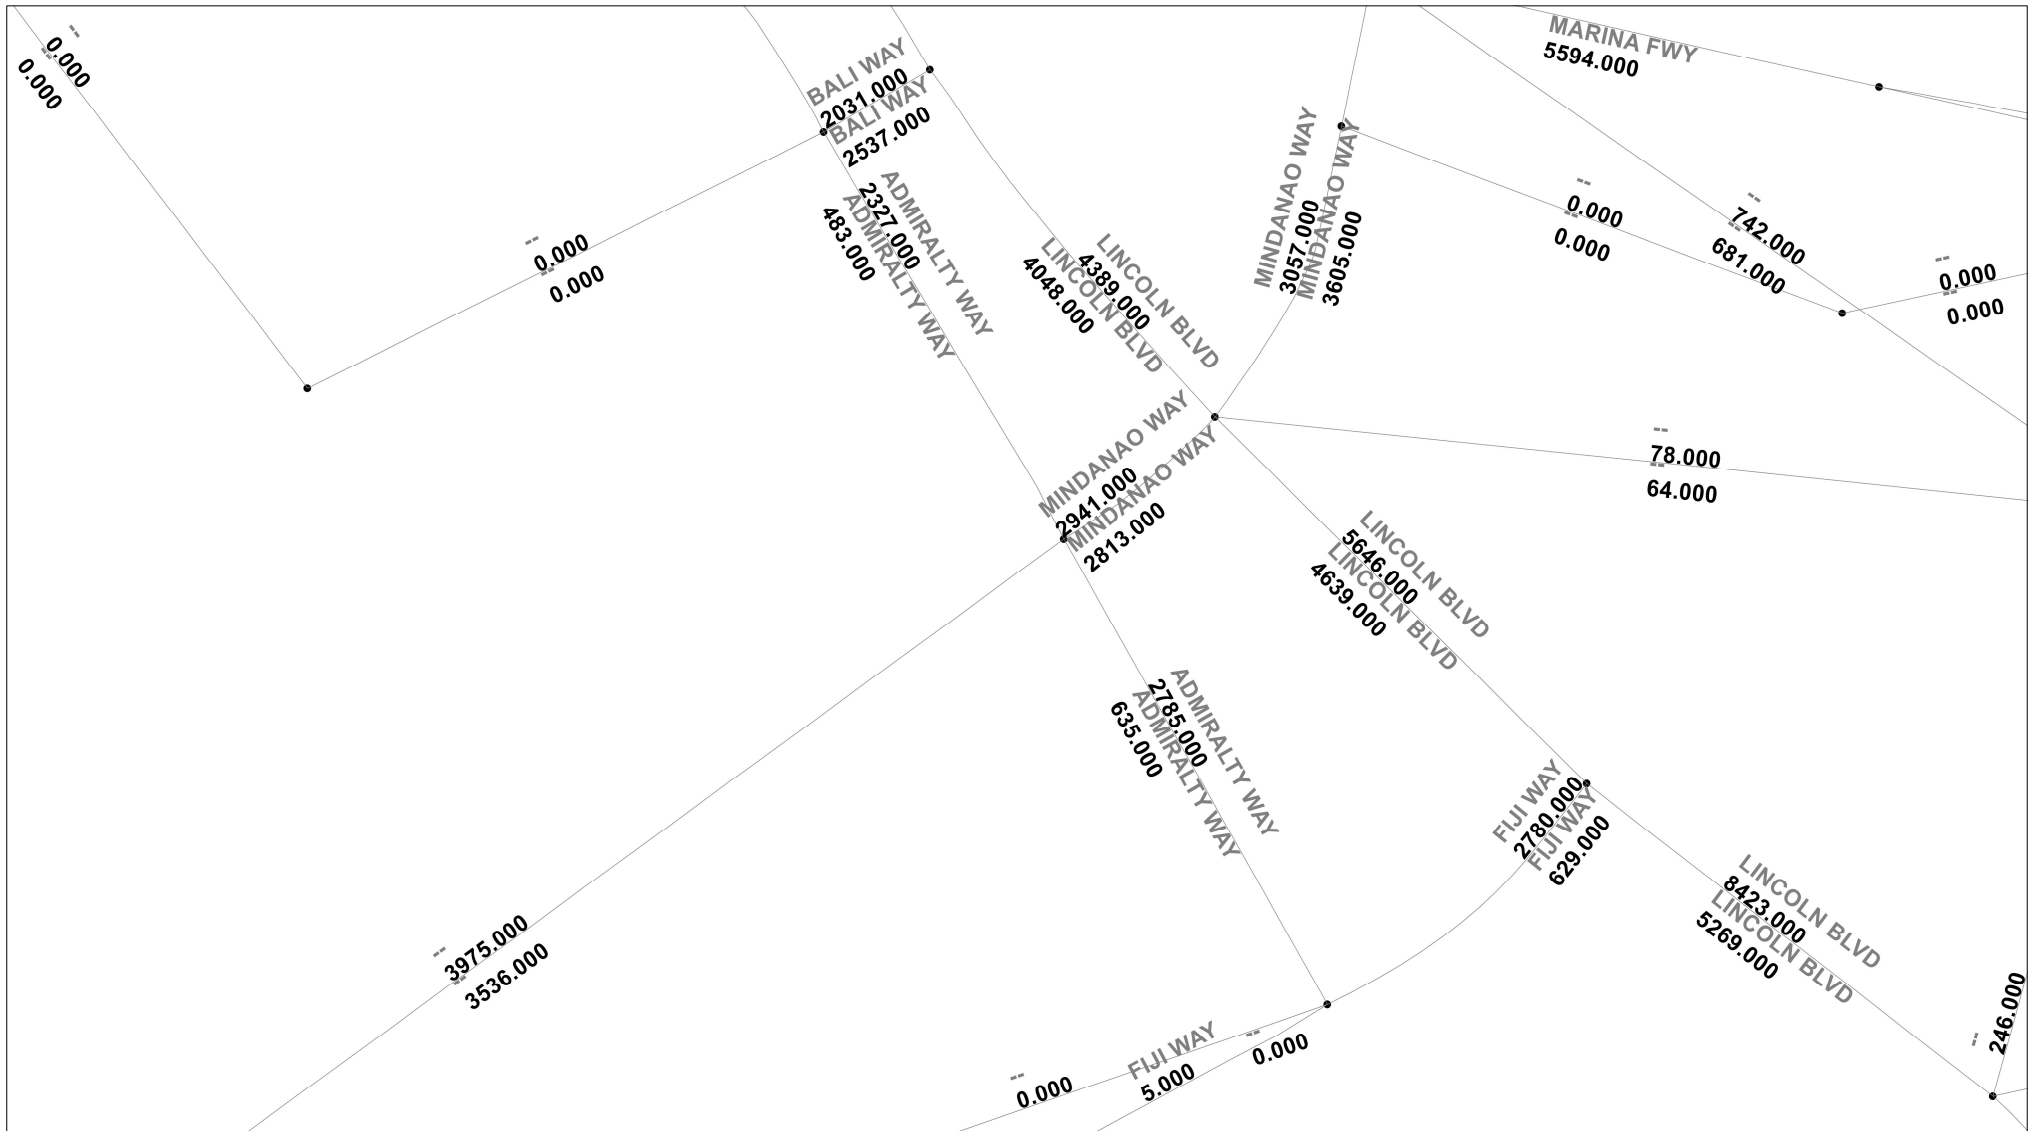 --
0.000
--
0.000
BALI WAY
2031.000
BALI WAY
2537.000
MARINA FWY
5594.000
--
0.000
--
0.000
ADMIRALTY WAY
2327.000
ADMIRALTY WAY
483.000
LINCOLN BLVD
4389.000
LINCOLN BLVD
4048.000
MINDANAO WAY
3057.000
MINDANAO WAY
3605.000
--
0.000
--
0.000
--
742.000
--
681.000
--
0.000
--
0.000
MINDANAO WAY
2941.000
MINDANAO WAY
2813.000
--
78.000
--
64.000
LINCOLN BLVD
5646.000
LINCOLN BLVD
4639.000
ADMIRALTY WAY
2785.000
ADMIRALTY WAY
635.000
FIJI WAY
2780.000
FIJI WAY
629.000
LINCOLN BLVD
8423.000
LINCOLN BLVD
5269.000
--
3975.000
--
3536.000
--
246.000
--
0.000
FIJI WAY
5.000
--
0.000